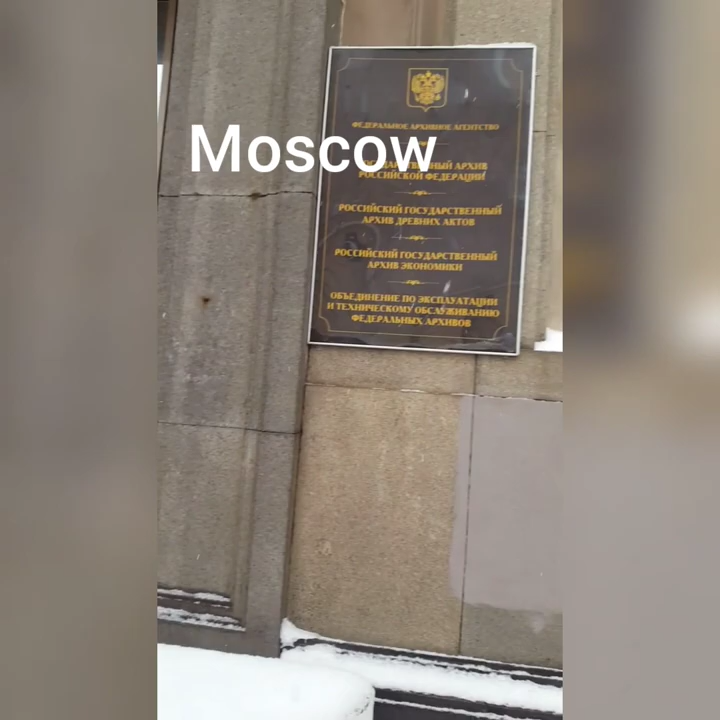 Moscow
ФЕДЕРАЛЬНОЕ АРХИВНОЕ АГЕНТСТВО
ГОСУДАРСТВЕННЫЙ АРХИВ
РОССИЙСКОЙ ФЕДЕРАЦИИ
РОССИЙСКИЙ ГОСУДАРСТВЕННЫЙ
АРХИВ ДРЕВНИХ АКТОВ
РОССИЙСКИЙ ГОСУДАРСТВЕННЫЙ
АРХИВ ЭКОНОМИКИ
ОБЪЕДИНЕНИЕ ПО ЭКСПЛУАТАЦИИ
И ТЕХНИЧЕСКОМУ ОБСЛУЖИВАНИЮ
ФЕДЕРАЛЬНЫХ АРХИВОВ